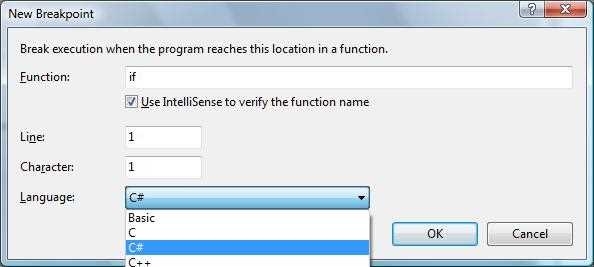 New Breakpoint
Break execution when the program reaches this location in a function.
Function: if
Use IntelliSense to verify the function name
Line: 1
Character: 1
Language: C#
Basic
C
C#
C++
OK Cancel